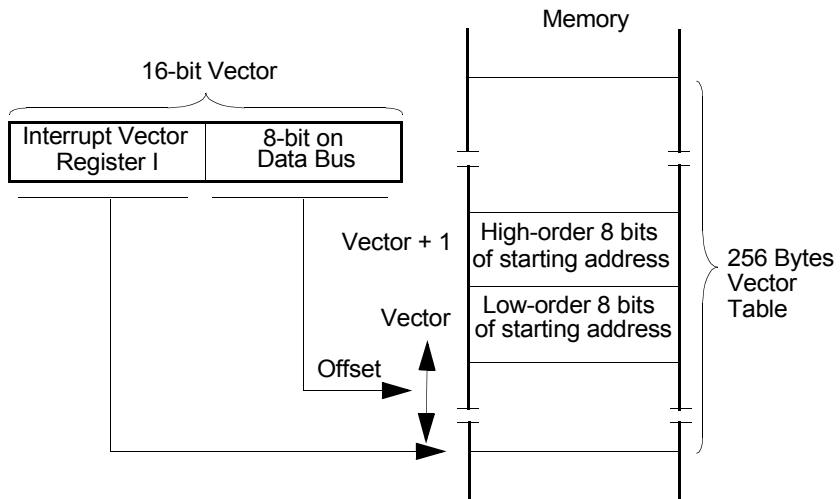 Memory
16-bit Vector
Interrupt Vector
Register I
8-bit on
Data Bus
Vector + 1
High-order 8 bits
of starting address
256 Bytes
Vector
Table
Vector
Low-order 8 bits
of starting address
Offset